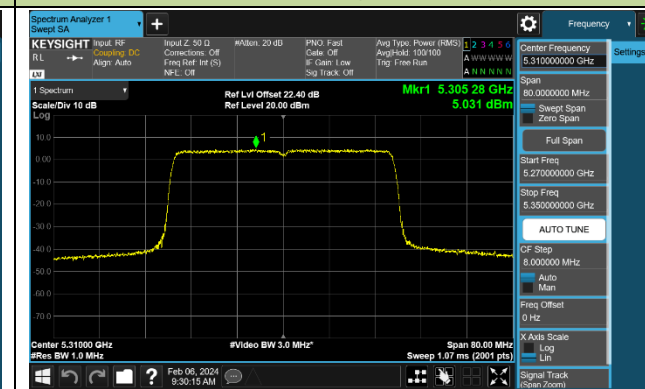 Spectrum Analyzer 1
Swept SA
+
Frequency
KEYSIGHT
RL
LXI
Input: RF
Coupling: DC
Align: Auto
Input Z: 50 Ω
Corrections: Off
Freq Ref: Int (S)
NFE: Off
#Atten: 20 dB
PNO: Fast
Gate: Off
IF Gain: Low
Sig Track: Off
Avg Type: Power (RMS)
Avg|Hold: 100/100
Trig: Free Run
1 2 3 4 5 6
A W W W W W
A N N N N N
Center Frequency
5.310000000 GHz
Settings
Span
80.0000000 MHz
Swept Span
Zero Span
Full Span
Start Freq
5.270000000 GHz
Stop Freq
5.350000000 GHz
AUTO TUNE
CF Step
8.000000 MHz
Auto
Man
Freq Offset
0 Hz
X Axis Scale
Log
Lin
Signal Track
(Span Zoom)
1 Spectrum
Scale/Div 10 dB
Log
Ref Lvl Offset 22.40 dB
Ref Level 20.00 dBm
Mkr1 5.305 28 GHz
5.031 dBm
1
10.0
0.00
-10.0
-20.0
-30.0
-40.0
-50.0
-60.0
-70.0
Center 5.31000 GHz
#Res BW 1.0 MHz
#Video BW 3.0 MHz*
Span 80.00 MHz
Sweep 1.07 ms (2001 pts)
?
Feb 06, 2024
9:30:15 AM